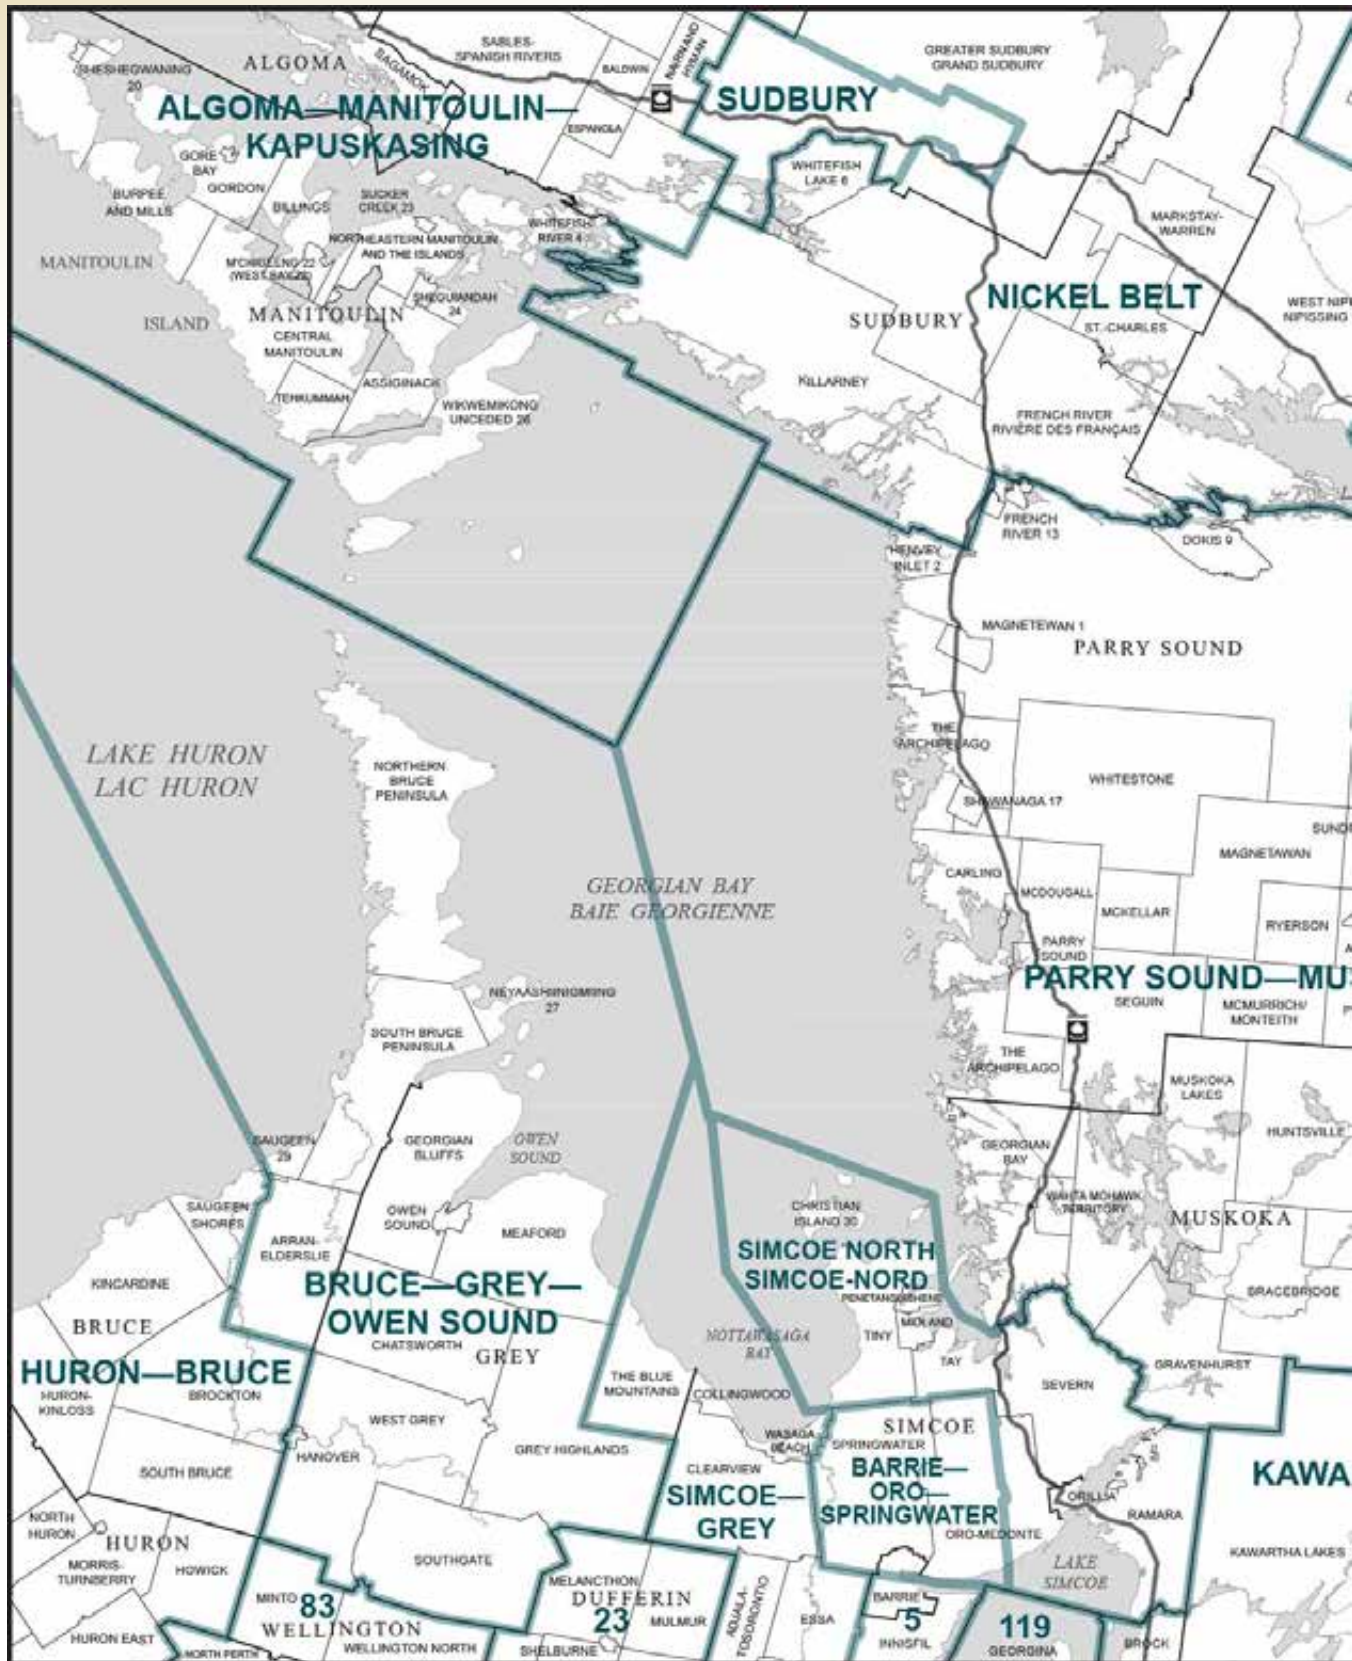 SHESHEGWANING
20
ALGOMA
SAGAMOK
SABLES-
SPANISH RIVERS
BALDWIN
NAIRN AND
HYMAN
GREATER SUDBURY
GRAND SUDBURY
ALGOMA—MANITOULIN—
KAPUSKASING
SUDBURY
ESPANOLA
GORE
BAY
GORDON
BURPEE
AND MILLS
BILLINGS
SUCKER
CREEK 23
WHITEFISH
LAKE 6
WHITEFISH
RIVER 4
MARKSTAY-
WARREN
NORTHEASTERN MANITOULIN
AND THE ISLANDS
M'CHIGEENG 22
(WEST BAY 22)
MANITOULIN
ISLAND
SHEGUIANDAH
24
MANITOULIN
CENTRAL
MANITOULIN
NICKEL BELT
WEST NIP
NIPISSING
SUDBURY
ST.-CHARLES
ASSIGINACK
TEHKUMMAH
WIKWEMIKONG
UNCEDED 26
KILLARNEY
FRENCH RIVER
RIVIÈRE DES FRANÇAIS
FRENCH
RIVER 13
DOKIS 9
HENVEY
INLET 2
MAGNETEWAN 1
PARRY SOUND
LAKE HURON
LAC HURON
NORTHERN
BRUCE
PENINSULA
THE
ARCHIPELAGO
WHITESTONE
SHAWANAGA 17
SUND
MAGNETAWAN
GEORGIAN BAY
BAIE GEORGIENNE
CARLING
MCDOUGALL
MCKELLAR
RYERSON
A
PARRY
SOUND
PARRY SOUND—MUS
SEGUIN
MCMURRICH/
MONTEITH
P
NEYAASHIINIGMIING
27
SOUTH BRUCE
PENINSULA
THE
ARCHIPELAGO
MUSKOKA
LAKES
HUNTSVILLE
SAUGEEN
29
GEORGIAN
BLUFFS
OWEN
SOUND
GEORGIAN
BAY
SAUGEEN
SHORES
OWEN
SOUND
MEAFORD
CHRISTIAN
ISLAND 30
WAHTA MOHAWK
TERRITORY
MUSKOKA
ARRAN-
ELDERSLIE
SIMCOE NORTH
SIMCOE-NORD
KINCARDINE
BRUCE—GREY—
OWEN SOUND
PENETANGUISHENE
BRACEBRIDGE
BRUCE
CHATSWORTH
GREY
NOTTAWASAGA
BAY
TINY
MIDLAND
TAY
HURON—BRUCE
HURON-
KINLOSS
BROCKTON
THE BLUE
MOUNTAINS
COLLINGWOOD
SEVERN
GRAVENHURST
WEST GREY
WASAGA
BEACH
SIMCOE
SPRINGWATER
HANOVER
GREY HIGHLANDS
SOUTH BRUCE
CLEARVIEW
BARRIE—
ORO—
SPRINGWATER
KAWA
SIMCOE—
GREY
ORILLIA
RAMARA
NORTH
HURON
HURON
ORO-MEDONTE
MORRIS-
TURNBERRY
HOWICK
SOUTHGATE
LAKE
SIMCOE
KAWARTHA LAKES
MELANCTHON
DUFFERIN
23
MULMUR
MINTO
83
WELLINGTON
ADJALA-
TOSORONTIO
ESSA
BARRIE
5
INNISFIL
119
GEORGINA
BROCK
HURON EAST
NORTH PERTH
WELLINGTON NORTH
SHELBURNE